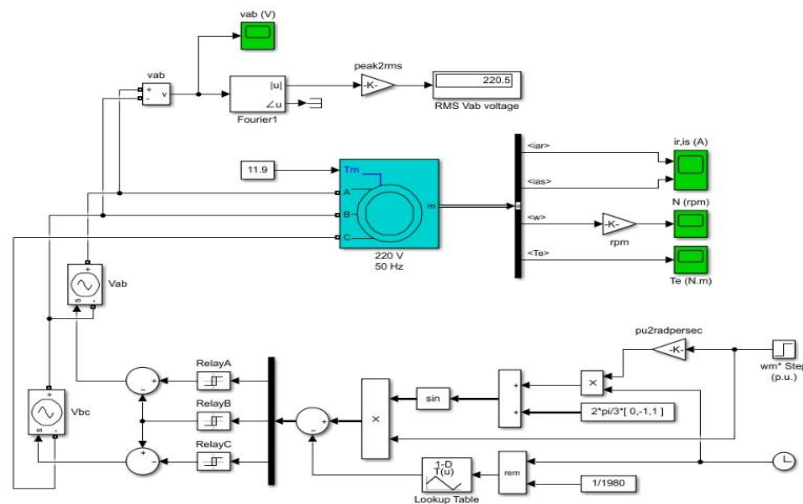 vab (V)
peak2rms
vab
+
-
v
|u|
∠u
-K-
220.5
Fourier1
RMS Vab voltage
11.9
Tm
A
B
C
m
220 V
50 Hz
<iar>
<ias>
<w>
<Te>
ir,is (A)
N (rpm)
-K-
rpm
Te (N.m)
Vab
s
+
-
pu2radpersec
-K-
wm* Step
(p.u.)
RelayA
RelayB
RelayC
Vbc
s
+
-
sin
X
X
+
+
2*pi/3*[ 0,-1,1 ]
1-D
T(u)
Lookup Table
rem
1/1980